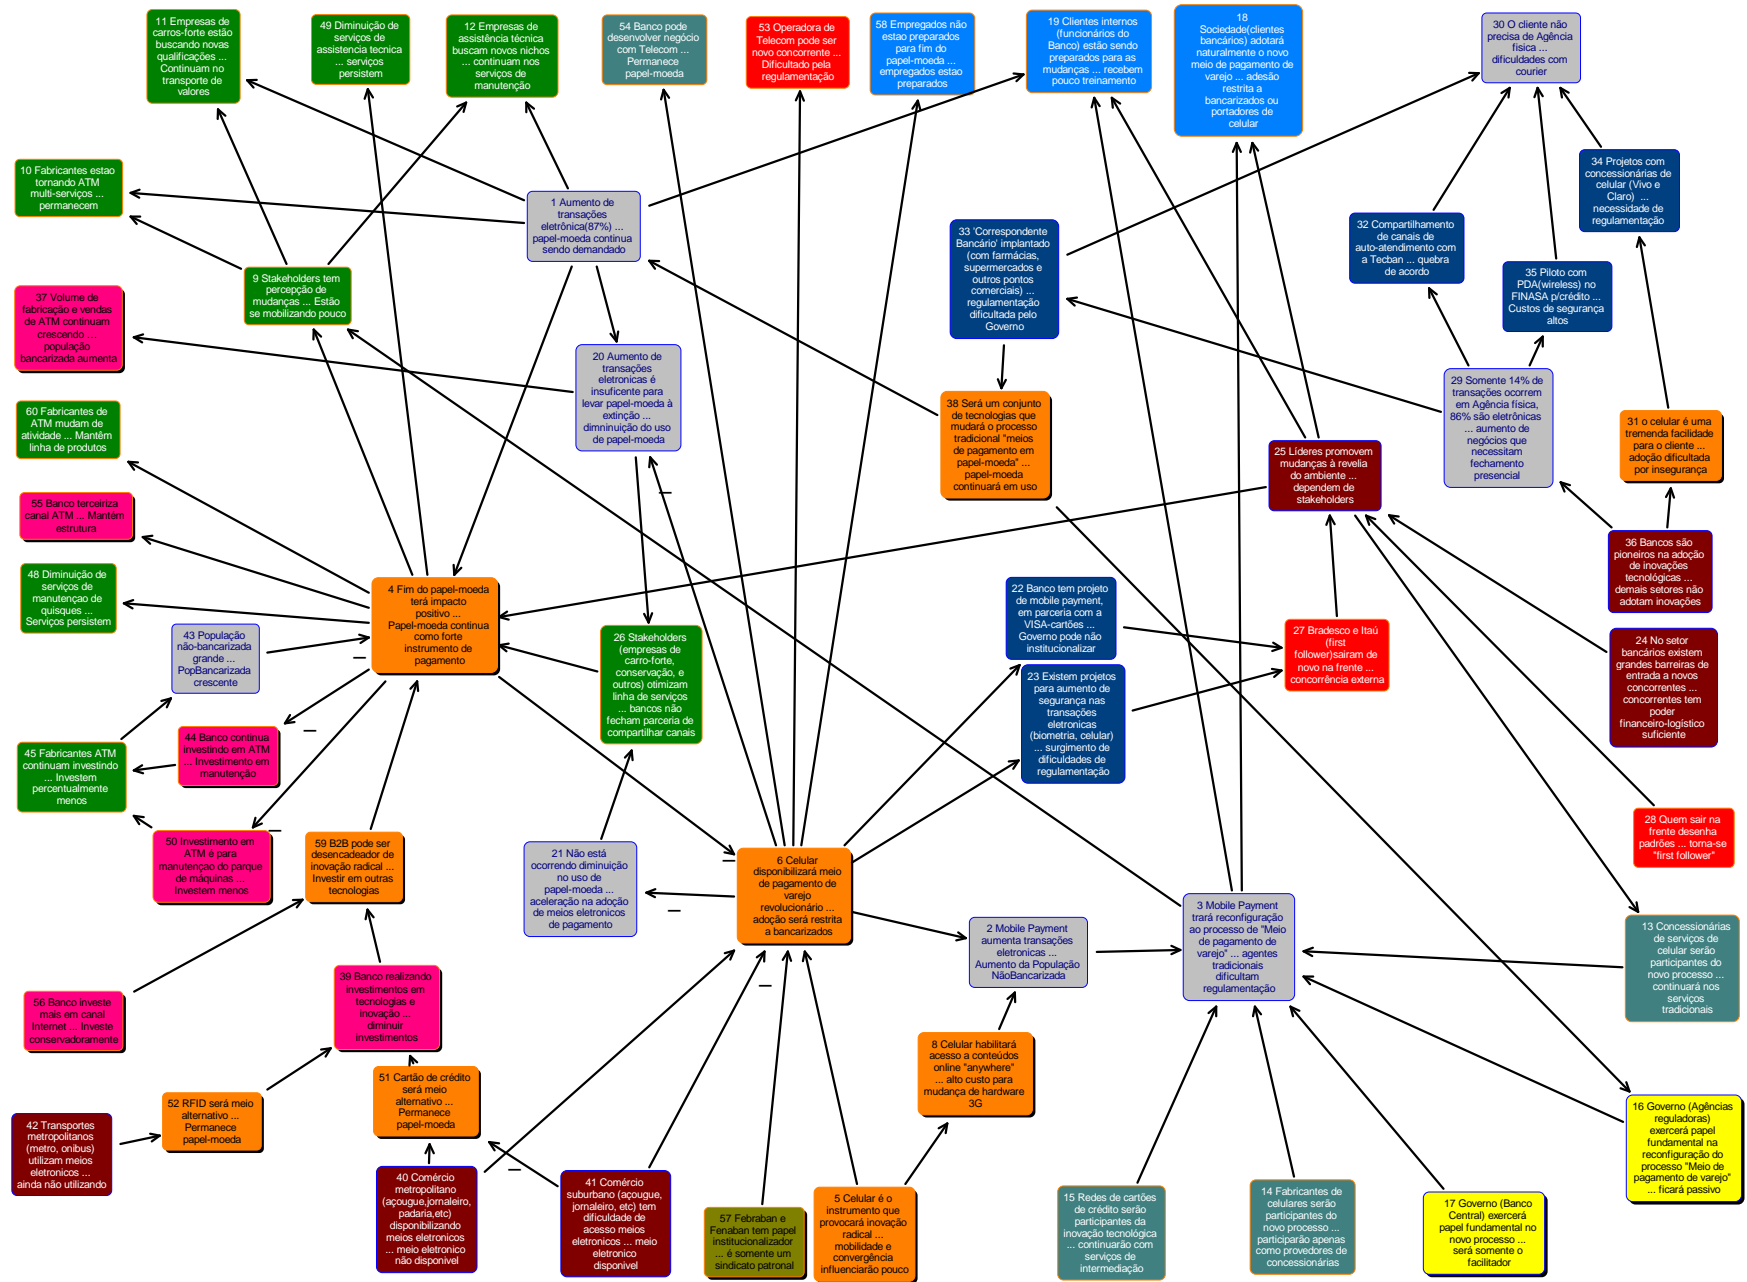 11 Empresas de
carros-forte estão
buscando novas
qualificações ...
Continuam no
transporte de
valores
49 Diminuição de
serviços de
assistencia tecnica
... serviços
persistem
12 Empresas de
assistência técnica
buscam novos nichos
... continuam nos
serviços de
manutenção
54 Banco pode
desenvolver negócio
com Telecom ...
Permanece
papel-moeda
53 Operadora de
Telecom pode ser
novo concorrente ...
Dificultado pela
regulamentação
58 Empregados não
estao preparados
para fim do
papel-moeda ...
empregados estao
preparados
19 Clientes internos
(funcionários do
Banco) estão sendo
preparados para as
mudanças ... recebem
pouco treinamento
18
Sociedade(clientes
bancários) adotará
naturalmente o novo
meio de pagamento de
varejo ... adesão
restrita a
bancarizados ou
portadores de
celular
30 O cliente não
precisa de Agência
fisica ...
dificuldades com
courier
10 Fabricantes estao
tornando ATM
multi-serviços ...
permanecem
1 Aumento de
transações
eletrônica(87%) ...
papel-moeda continua
sendo demandado
34 Projetos com
concessionárias de
celular (Vivo e
Claro) ...
necessidade de
regulamentação
33 'Correspondente
Bancário' implantado
(com farmácias,
supermercados e
outros pontos
comerciais) ...
regulamentação
dificultada pelo
Governo
32 Compartilhamento
de canais de
auto-atendimento com
a Tecban ... quebra
de acordo
35 Piloto com
PDA(wireless) no
FINASA p/crédito ...
Custos de segurança
altos
9 Stakeholders tem
percepção de
mudanças ... Estão
se mobilizando pouco
37 Volume de
fabricação e vendas
de ATM continuam
crescendo ...
população
bancarizada aumenta
20 Aumento de
transações
eletronicas é
insuficente para
levar papel-moeda à
extinção ...
dimninuição do uso
de papel-moeda
38 Será um conjunto
de tecnologias que
mudará o processo
tradicional "meios
de pagamento em
papel-moeda" ...
papel-moeda
continuará em uso
29 Somente 14% de
transações ocorrem
em Agência física,
86% são eletrônicas
... aumento de
negócios que
necessitam
fechamento
presencial
31 o celular é uma
tremenda facilidade
para o cliente ...
adoção dificultada
por insegurança
60 Fabricantes de
ATM mudam de
atividade ... Mantêm
linha de produtos
25 Líderes promovem
mudanças à revelia
do ambiente ...
dependem de
stakeholders
55 Banco terceiriza
canal ATM ... Mantém
estrutura
36 Bancos são
pioneiros na adoção
de inovações
tecnológicas ...
demais setores não
adotam inovações
48 Diminuição de
serviços de
manutençao de
quisques ...
Serviços persistem
4 Fim do papel-moeda
terá impacto
positivo ...
Papel-moeda continua
como forte
instrumento de
pagamento
22 Banco tem projeto
de mobile payment,
em parceria com a
VISA-cartões ...
Governo pode não
institucionalizar
43 População
não-bancarizada
grande ...
PopBancarizada
crescente
26 Stakeholders
(empresas de
carro-forte,
conservação, e
outros) otimizam
linha de serviços
... bancos não
fecham parceria de
compartilhar canais
27 Bradesco e Itaú
(first
follower)sairam de
novo na frente ...
concorrência externa
24 No setor
bancários existem
grandes barreiras de
entrada a novos
concorrentes ...
concorrentes tem
poder
financeiro-logístico
suficiente
23 Existem projetos
para aumento de
segurança nas
transações
eletronicas
(biometria, celular)
... surgimento de
dificuldades de
regulamentação
44 Banco continua
investindo em ATM
... Investimento em
manutenção
45 Fabricantes ATM
continuam investindo
... Investem
percentualmente
menos
50 Investimento em
ATM é para
manutençao do parque
de máquinas ...
Investem menos
59 B2B pode ser
desencadeador de
inovação radical ...
Investir em outras
tecnologias
21 Não está
ocorrendo diminuição
no uso de
papel-moeda ...
aceleração na adoção
de meios eletronicos
de pagamento
6 Celular
disponibilizará meio
de pagamento de
varejo
revolucionário ...
adoção será restrita
a bancarizados
28 Quem sair na
frente desenha
padrões ... torna-se
"first follower"
2 Mobile Payment
aumenta transações
eletronicas ...
Aumento da População
NãoBancarizada
3 Mobile Payment
trará reconfiguração
ao processo de "Meio
de pagamento de
varejo" ... agentes
tradicionais
dificultam
regulamentação
13 Concessionárias
de serviços de
celular serão
participantes do
novo processo ...
continuará nos
serviços
tradicionais
56 Banco investe
mais em canal
Internet ... Investe
conservadoramente
39 Banco realizando
investimentos em
tecnologias e
inovação ...
diminuir
investimentos
8 Celular habilitará
acesso a conteúdos
online "anywhere"
... alto custo para
mudança de hardware
3G
51 Cartão de crédito
será meio
alternativo ...
Permanece
papel-moeda
52 RFID será meio
alternativo ...
Permanece
papel-moeda
42 Transportes
metropolitanos
(metro, onibus)
utilizam meios
eletronicos ...
ainda não utilizando
16 Governo (Agências
reguladoras)
exercerá papel
fundamental na
reconfiguração do
processo "Meio de
pagamento de varejo"
... ficará passivo
40 Comércio
metropolitano
(açougue,jornaleiro,
padaria,etc)
disponibilizando
meios eletronicos
... meio eletronico
não disponível
41 Comércio
suburbano (açougue,
jornaleiro, etc) tem
dificuldade de
acesso meios
eletronicos ... meio
eletronico
disponivel
57 Febraban e
Fenaban tem papel
institucionalizador
... é somente um
sindicato patronal
5 Celular é o
instrumento que
provocará inovação
radical ...
mobilidade e
convergência
influenciarão pouco
15 Redes de cartões
de crédito serão
participantes da
inovação tecnológica
... continuarão com
serviços de
intermediação
14 Fabricantes de
celulares serão
participantes do
novo processo ...
participarão apenas
como provedores de
concessionárias
17 Governo (Banco
Central) exercerá
papel fundamental no
novo processo ...
será somente o
facilitador